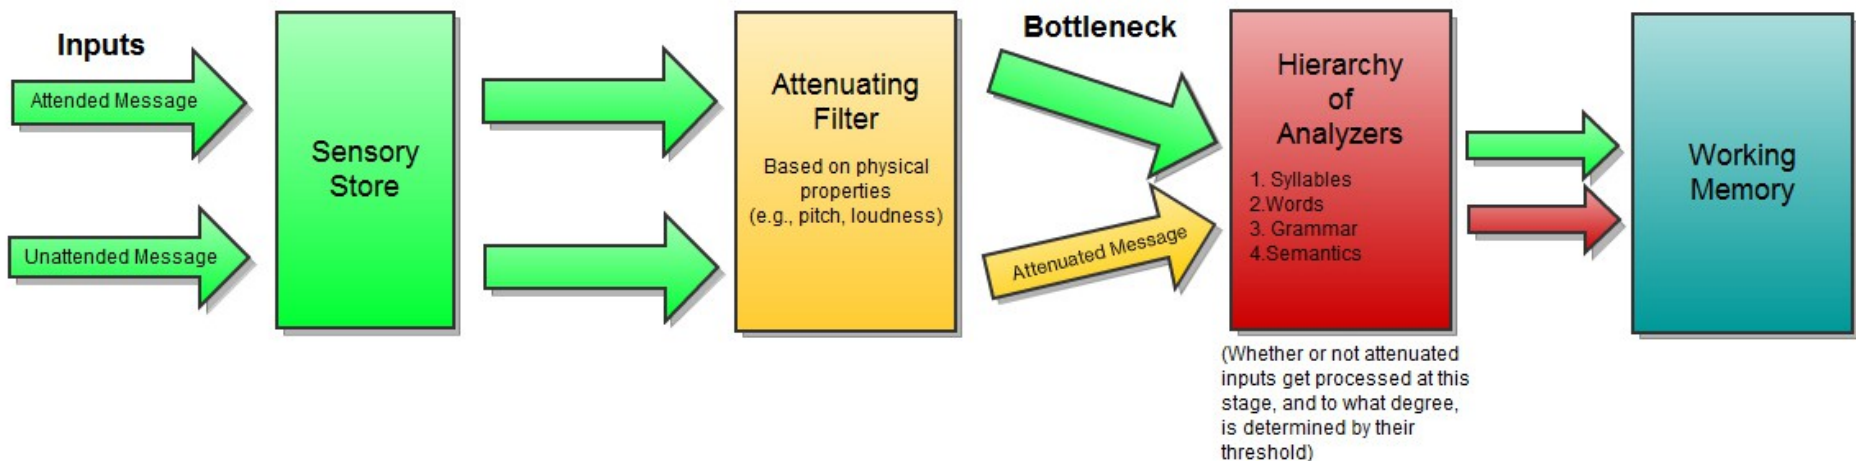 Inputs
Attended Message
Unattended Message
Sensory
Store
Attenuating
Filter
Based on physical
properties
(e.g., pitch, loudness)
Bottleneck
Attenuated Message
Hierarchy
of
Analyzers
1. Syllables
2.Words
3. Grammar
4.Semantics
(Whether or not attenuated
inputs get processed at this
stage, and to what degree,
is determined by their
threshold)
Working
Memory